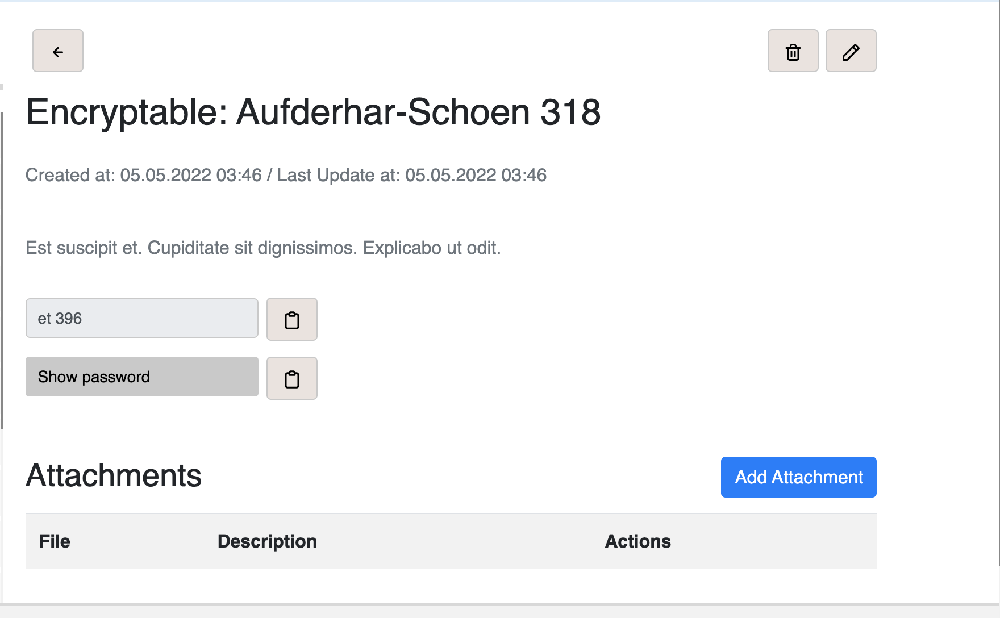 Encryptable: Aufderhar-Schoen 318
Created at: 05.05.2022 03:46 / Last Update at: 05.05.2022 03:46
Est suscipit et. Cupiditate sit dignissimos. Explicabo ut odit.
et 396
Show password
Attachments
Add Attachment
File Description Actions